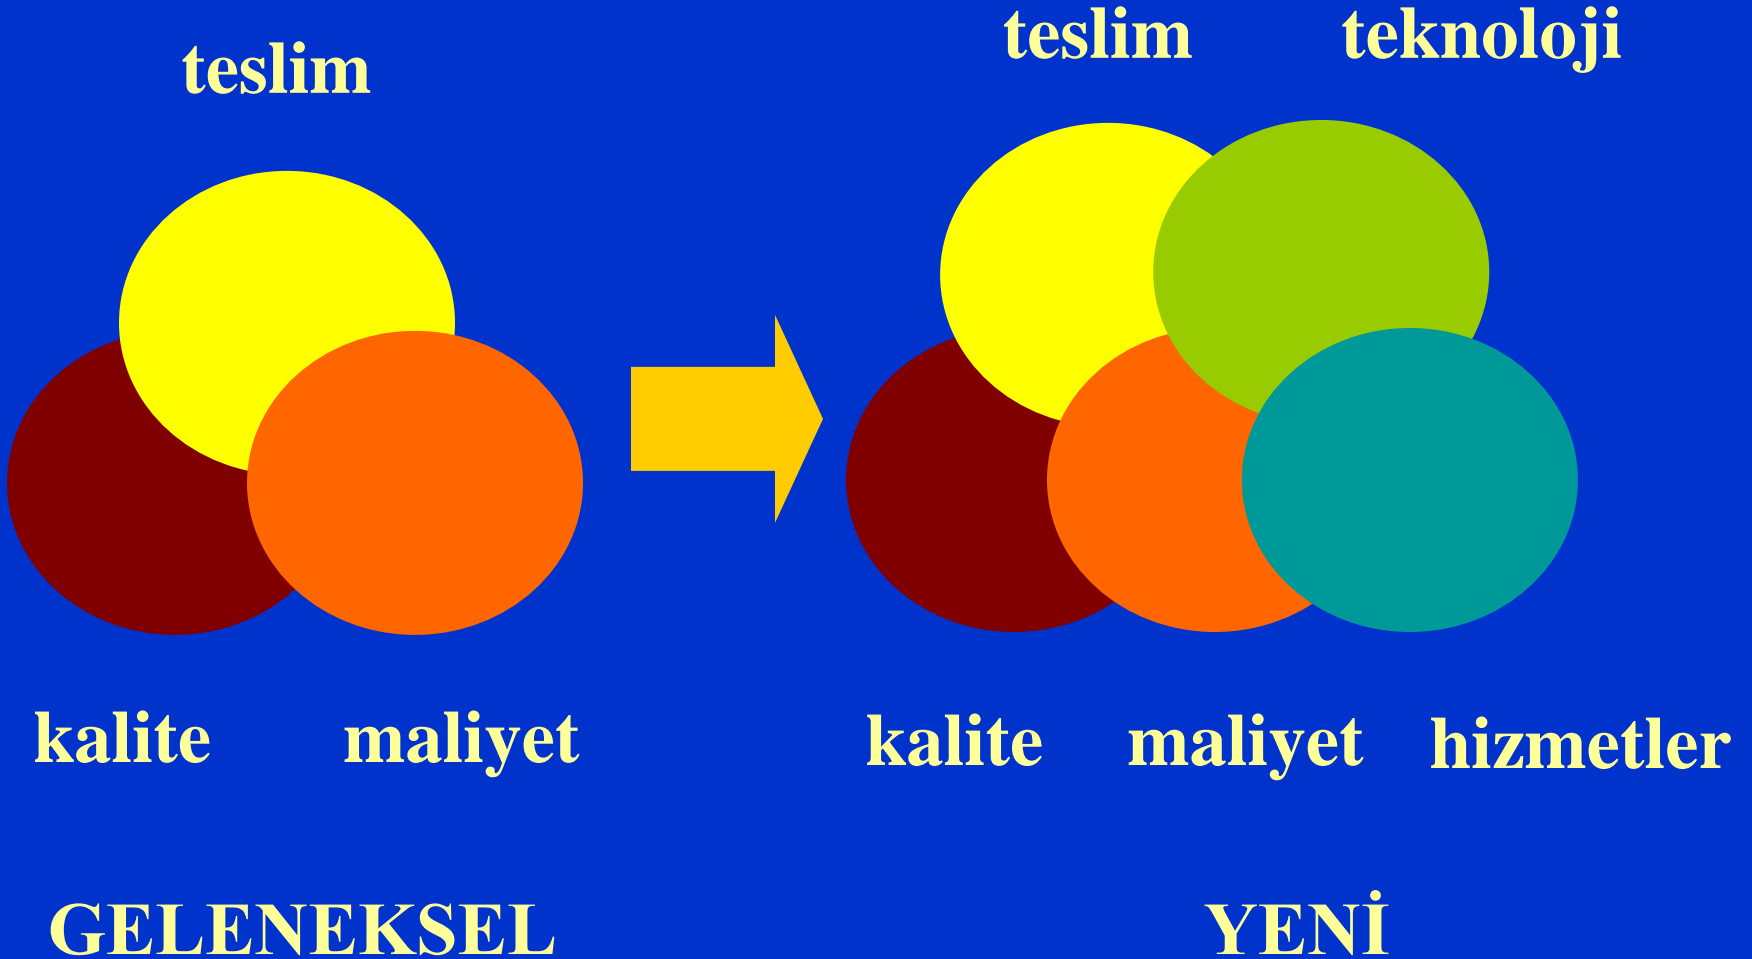 teslim
teslim teknoloji
kalite maliyet
kalite maliyet hizmetler
GELENEKSEL
YENİ